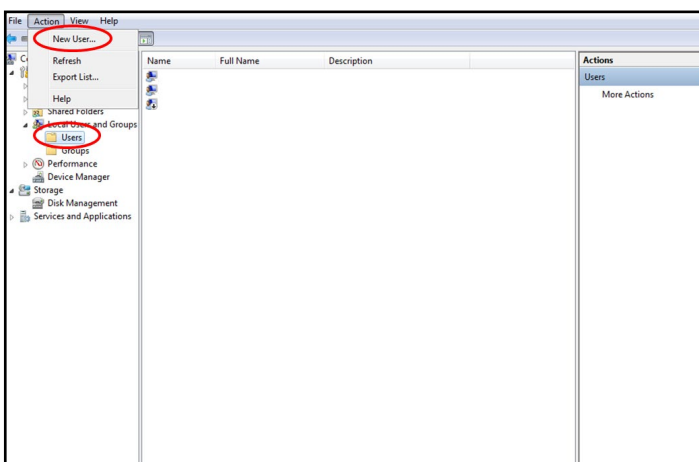 File Action View Help
New User...
Refresh
Export List...
Help
Shared Folders
Local Users and Groups
Users
Groups
Performance
Device Manager
Storage
Disk Management
Services and Applications
Name Full Name Description
Actions
Users
More Actions